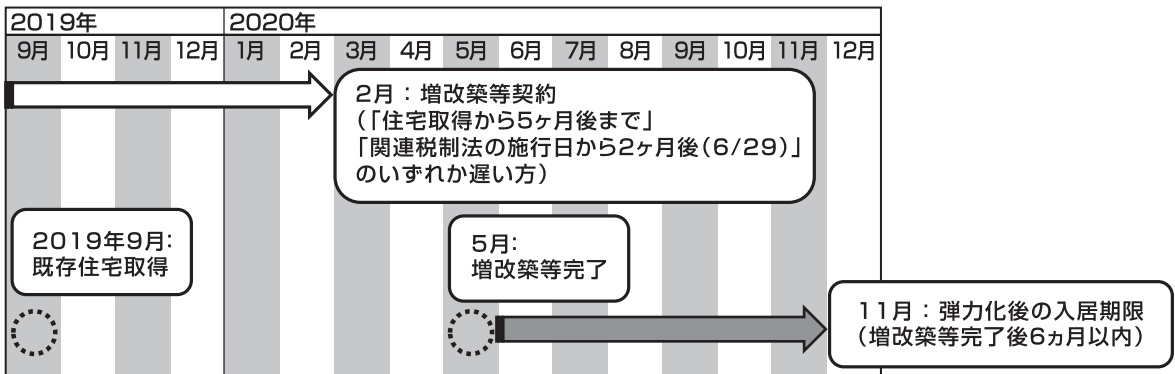 2019年 2020年
9月 10月 11月 12月 1月 2月 3月 4月 5月 6月 7月 8月 9月 10月 11月 12月
2月：増改築等契約
（「住宅取得から5ヶ月後まで」
「関連税制法の施行日から2ヶ月後（6/29）」
のいずれか遅い方）
2019年9月：
既存住宅取得
5月：
増改築等完了
11月：弾力化後の入居期限
（増改築等完了後6ヵ月以内）